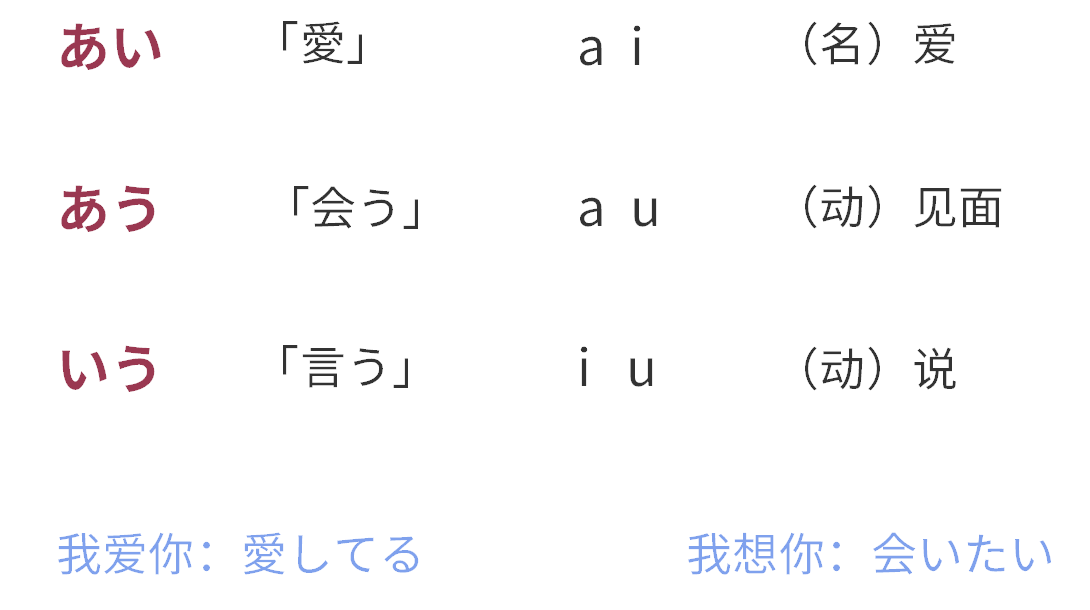 あい 「愛」 a i （名）爱
あう 「会う」 a u （动）见面
いう 「言う」 i u （动）说
我爱你：愛してる 我想你：会いたい